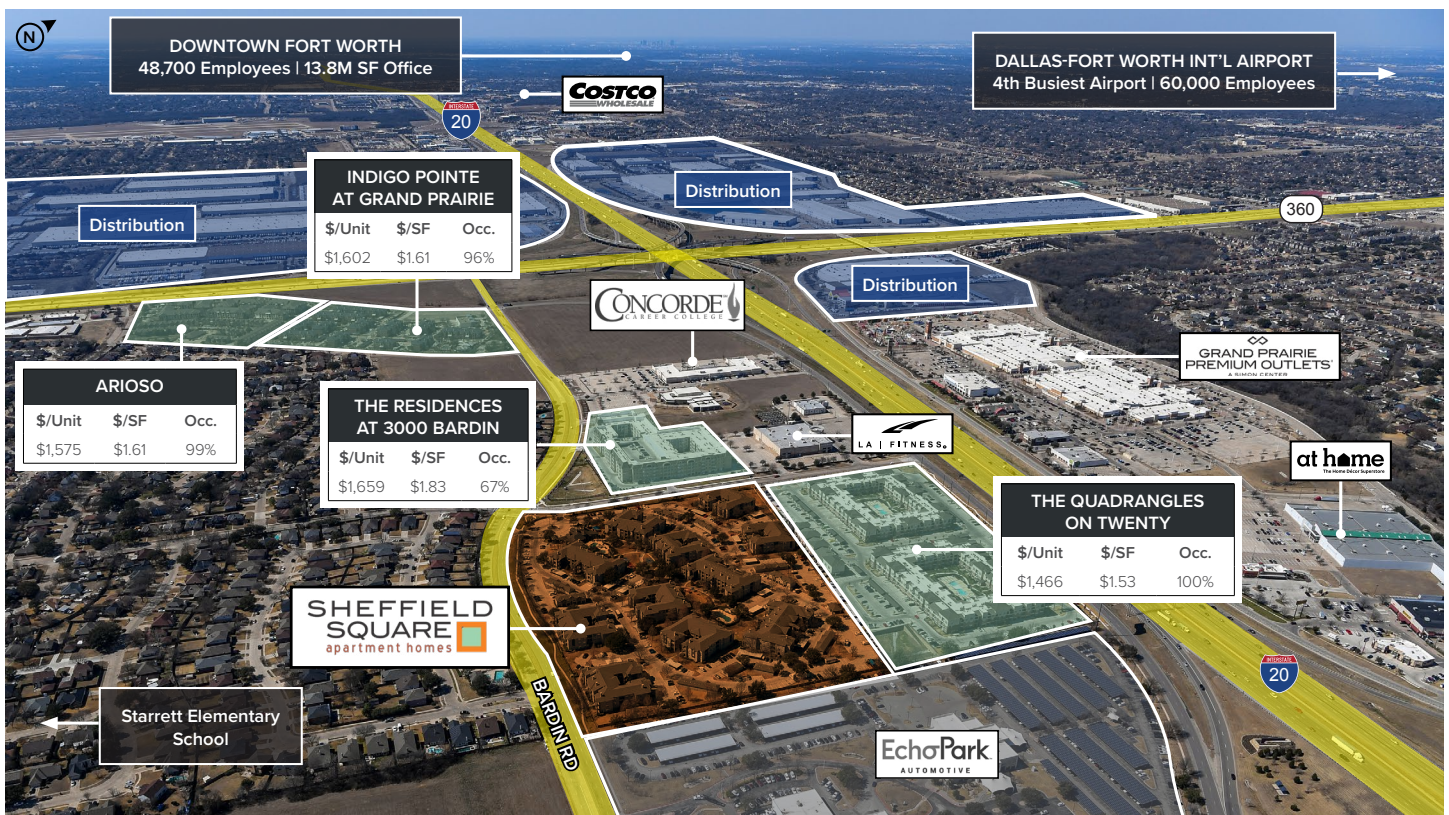 N
DOWNTOWN FORT WORTH
48,700 Employees | 13.8M SF Office
DALLAS-FORT WORTH INT'L AIRPORT
4th Busiest Airport | 60,000 Employees
COSTCO
WHOLESALE
INTERSTATE
20
INDIGO POINTE
AT GRAND PRAIRIE
$/Unit $/SF Occ.
$1,602 $1.61 96%
Distribution
Distribution
360
Distribution
CONCORDE
CAREER COLLEGE
GRAND PRAIRIE
PREMIUM OUTLETS®
A SIMON CENTER
ARIOSO
$/Unit $/SF Occ.
$1,575 $1.61 99%
THE RESIDENCES
AT 3000 BARDIN
$/Unit $/SF Occ.
$1,659 $1.83 67%
LA | FITNESS®
at home
The Home Décor Superstore
THE QUADRANGLES
ON TWENTY
$/Unit $/SF Occ.
$1,466 $1.53 100%
SHEFFIELD
SQUARE
apartment homes
INTERSTATE
20
BARDIN RD
Starrett Elementary
School
EchoPark
AUTOMOTIVE